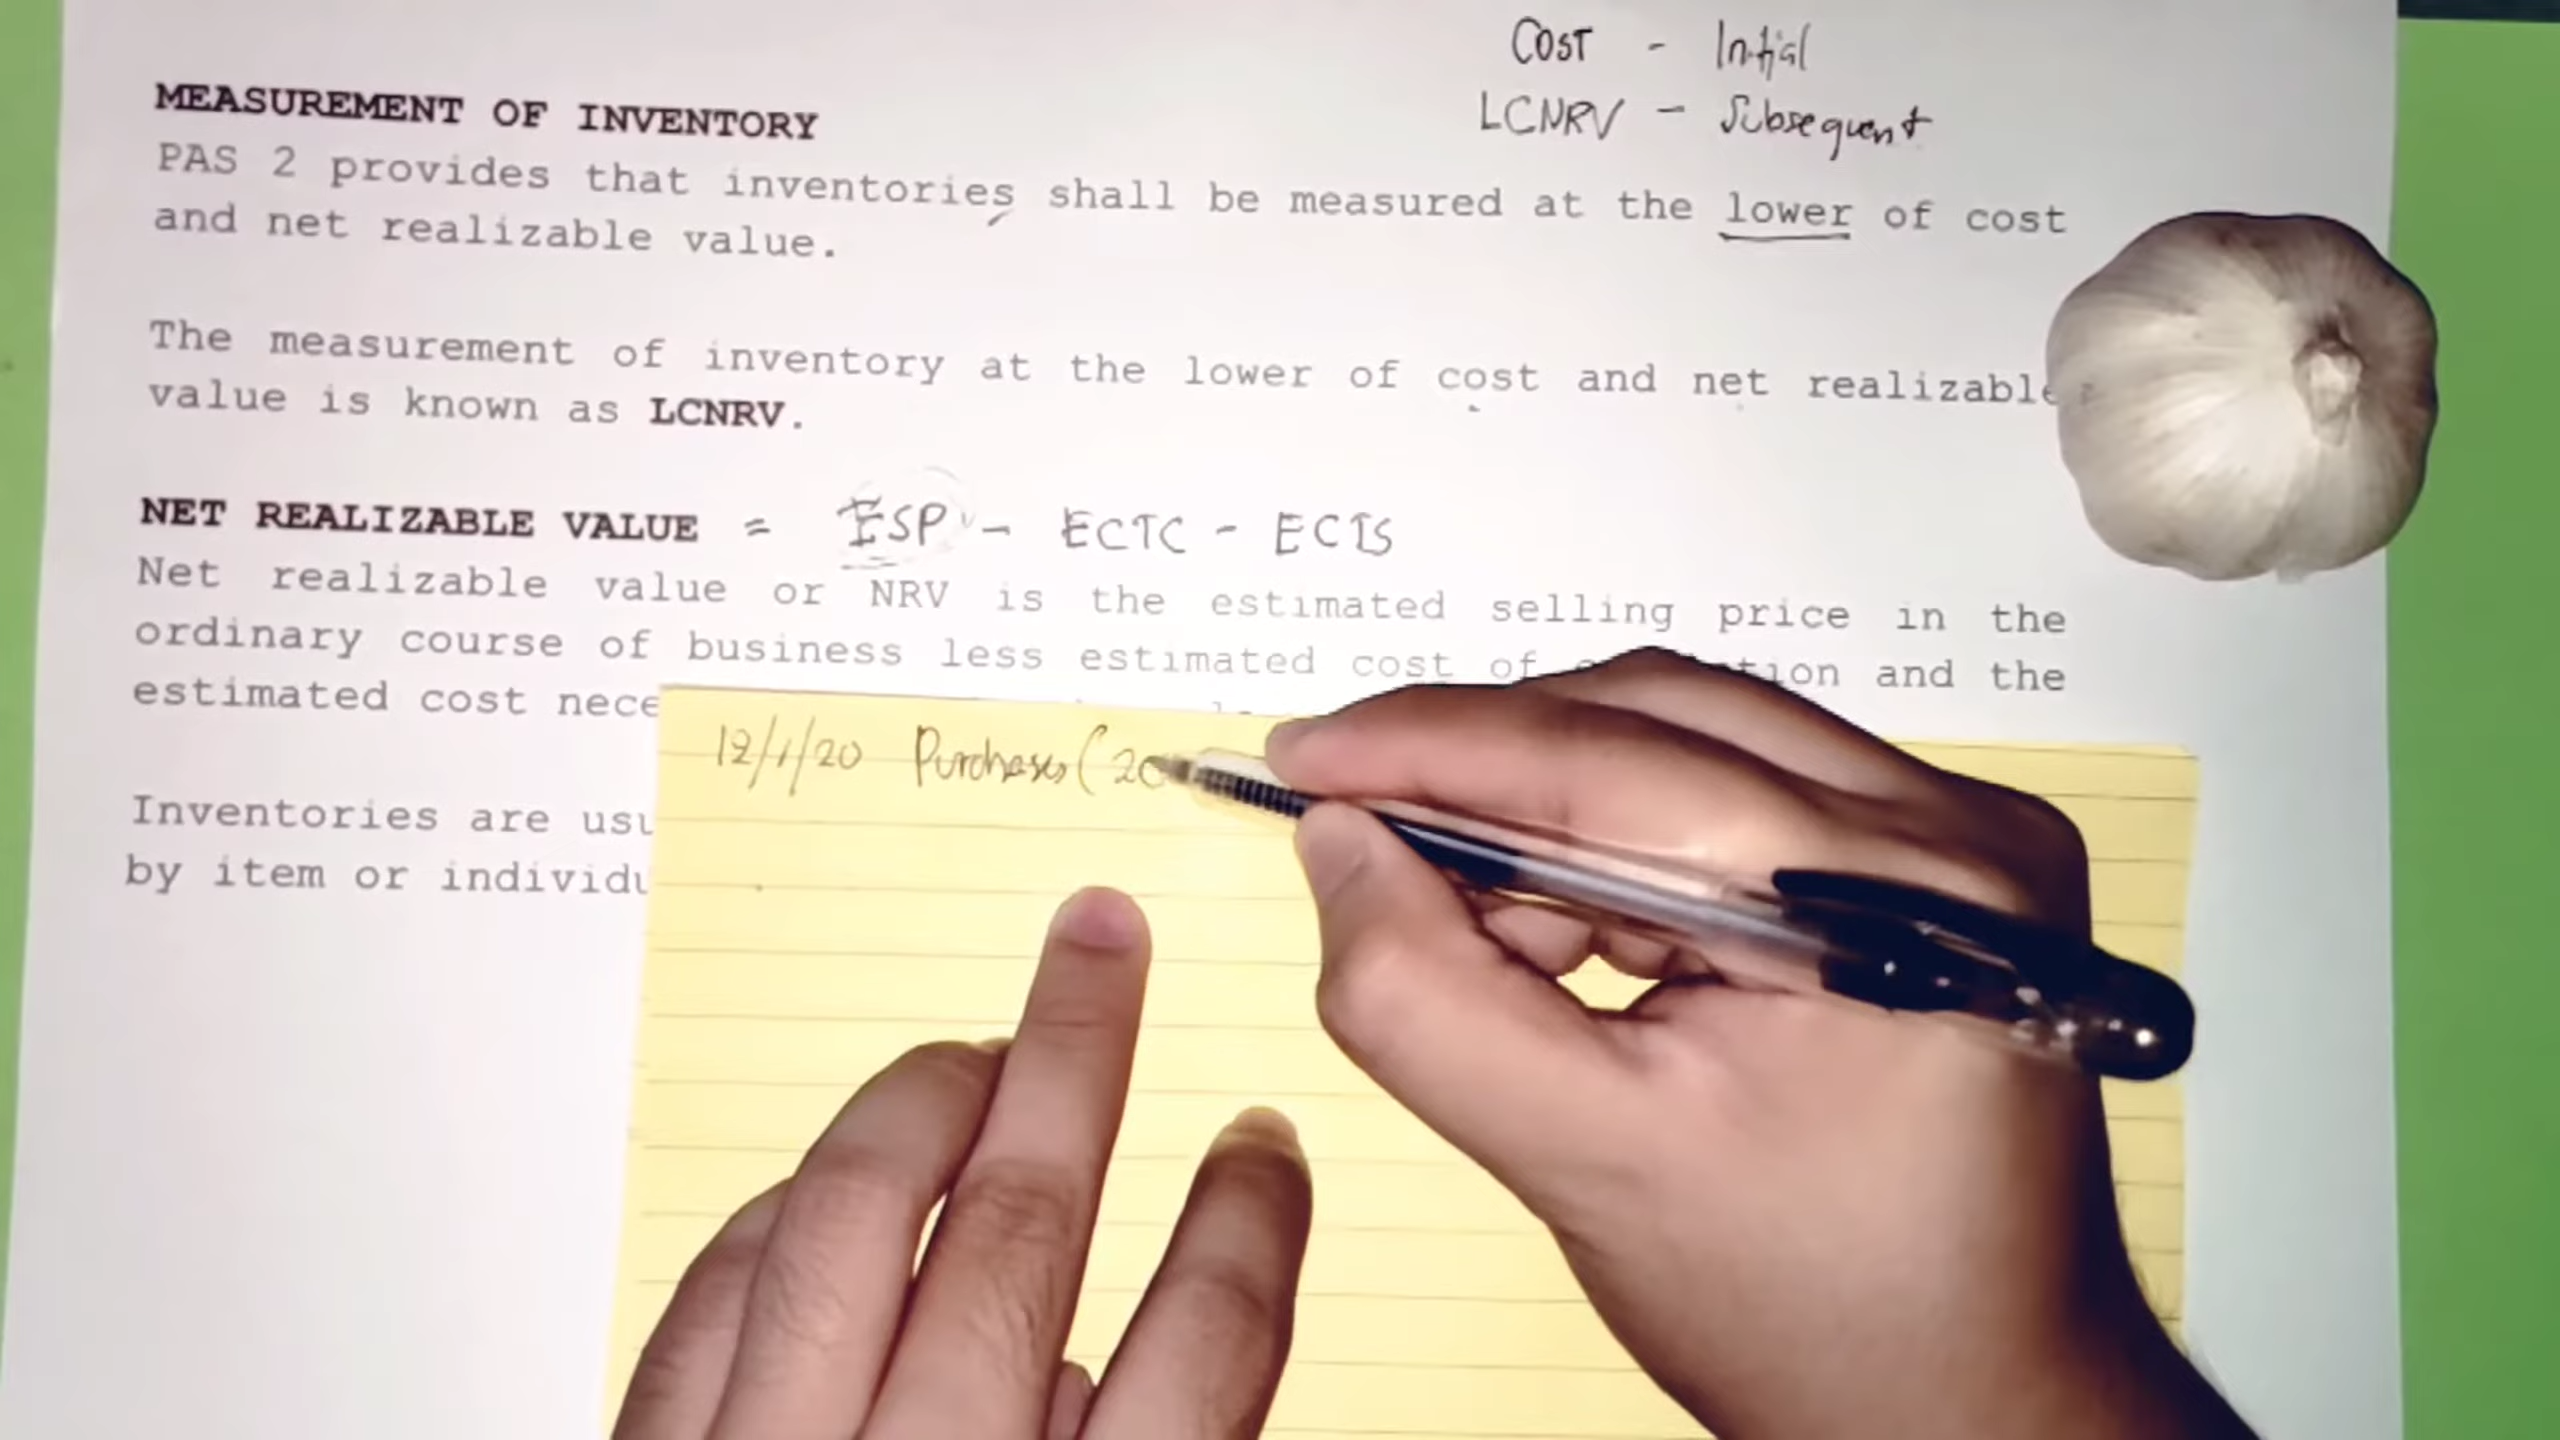 COST - Initial
LCNRV - Subsequent
MEASUREMENT OF INVENTORY
PAS 2 provides that inventories shall be measured at the lower of cost
and net realizable value.
The measurement of inventory at the lower of cost and net realizable
value is known as LCNRV.
NET REALIZABLE VALUE = ESP - ECTC - ECTS
Net realizable value or NRV is the estimated selling price in the
ordinary course of business less estimated cost of and the
estimated cost
12/1/20 Purchases (20
Inventories are
by item or